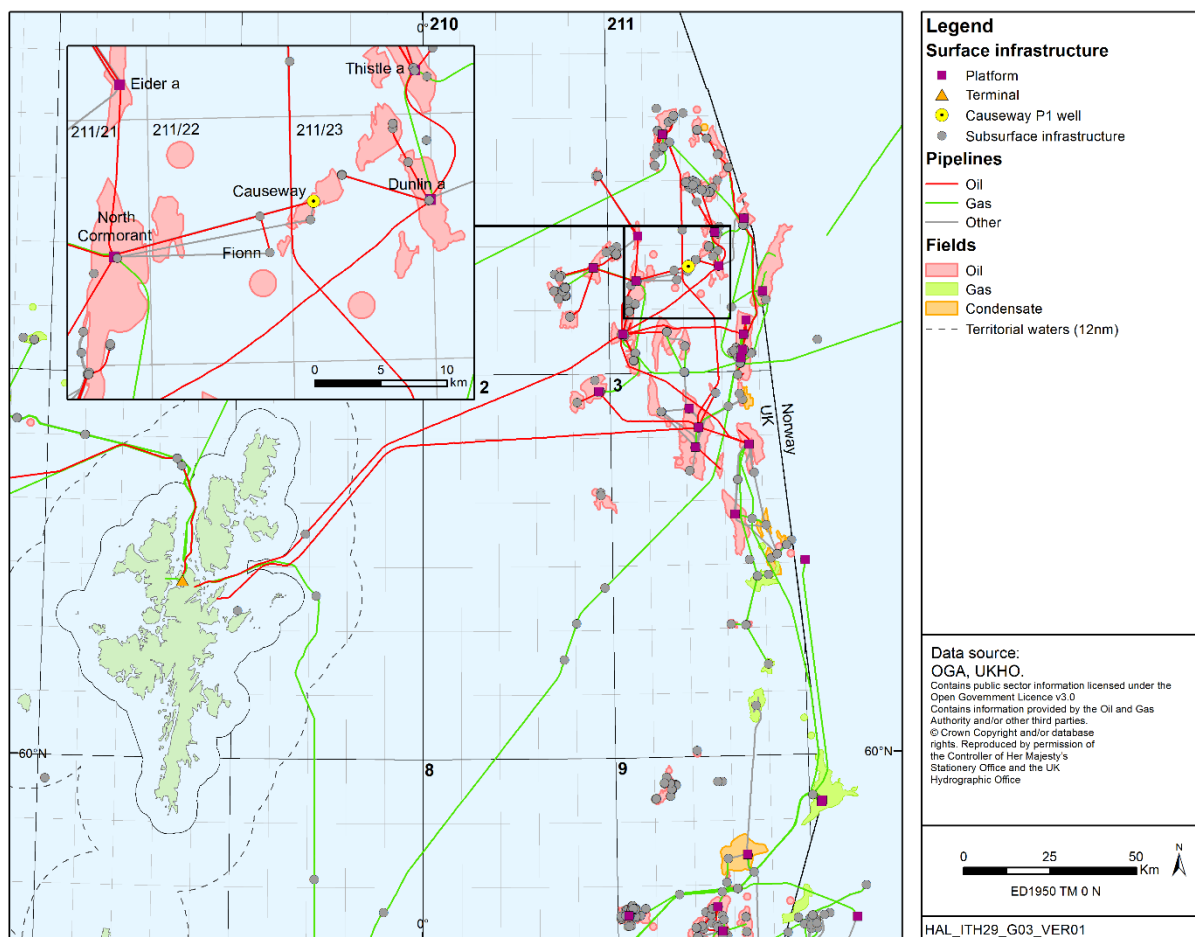 210
211
0°
Thistle a
Eider a
211/21
211/22
211/23
Causeway
Dunlin a
North
Cormorant
Fionn
0
5
10
km
2
3
Norway
UK
60°N
60°N
8
9
0°
Legend
Surface infrastructure
Platform
Terminal
Causeway P1 well
Subsurface infrastructure
Pipelines
Oil
Gas
Other
Fields
Oil
Gas
Condensate
Territorial waters (12nm)
Data source:
OGA, UKHO.
Contains public sector information licensed under the
Open Government Licence v3.0
Contains information provided by the Oil and Gas
Authority and/or other third parties.
© Crown Copyright and/or database
rights. Reproduced by permission of
the Controller of Her Majesty's
Stationery Office and the UK
Hydrographic Office
0
25
50
Km
N
ED1950 TM 0 N
HAL_ITH29_G03_VER01